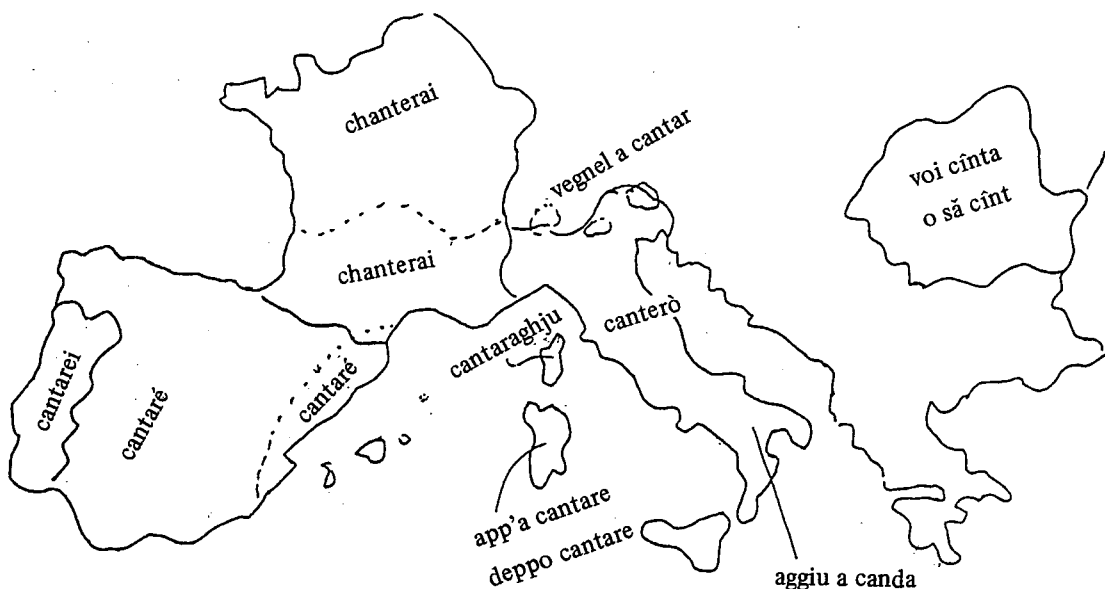 chanterai
vegnel a cantar
voi cînta
o să cînt
chanterai
canterò
cantaraghju
cantarei
cantaré
cantaré
app'a cantare
deppo cantare
aggiu a canda